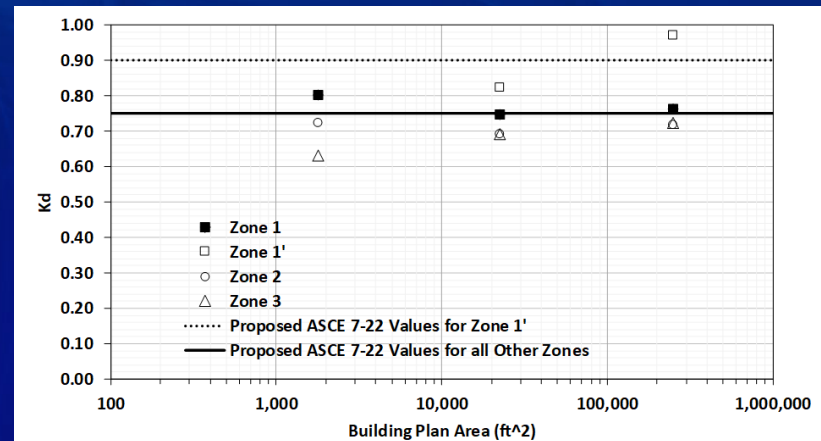 1.00
0.90
0.80
0.70
0.60
0.50
0.40
0.30
0.20
0.10
0.00
Kd
Zone 1
Zone 1'
Zone 2
Zone 3
Proposed ASCE 7-22 Values for Zone 1'
Proposed ASCE 7-22 Values for all Other Zones
100 1,000 10,000 100,000 1,000,000
Building Plan Area (ft^2)